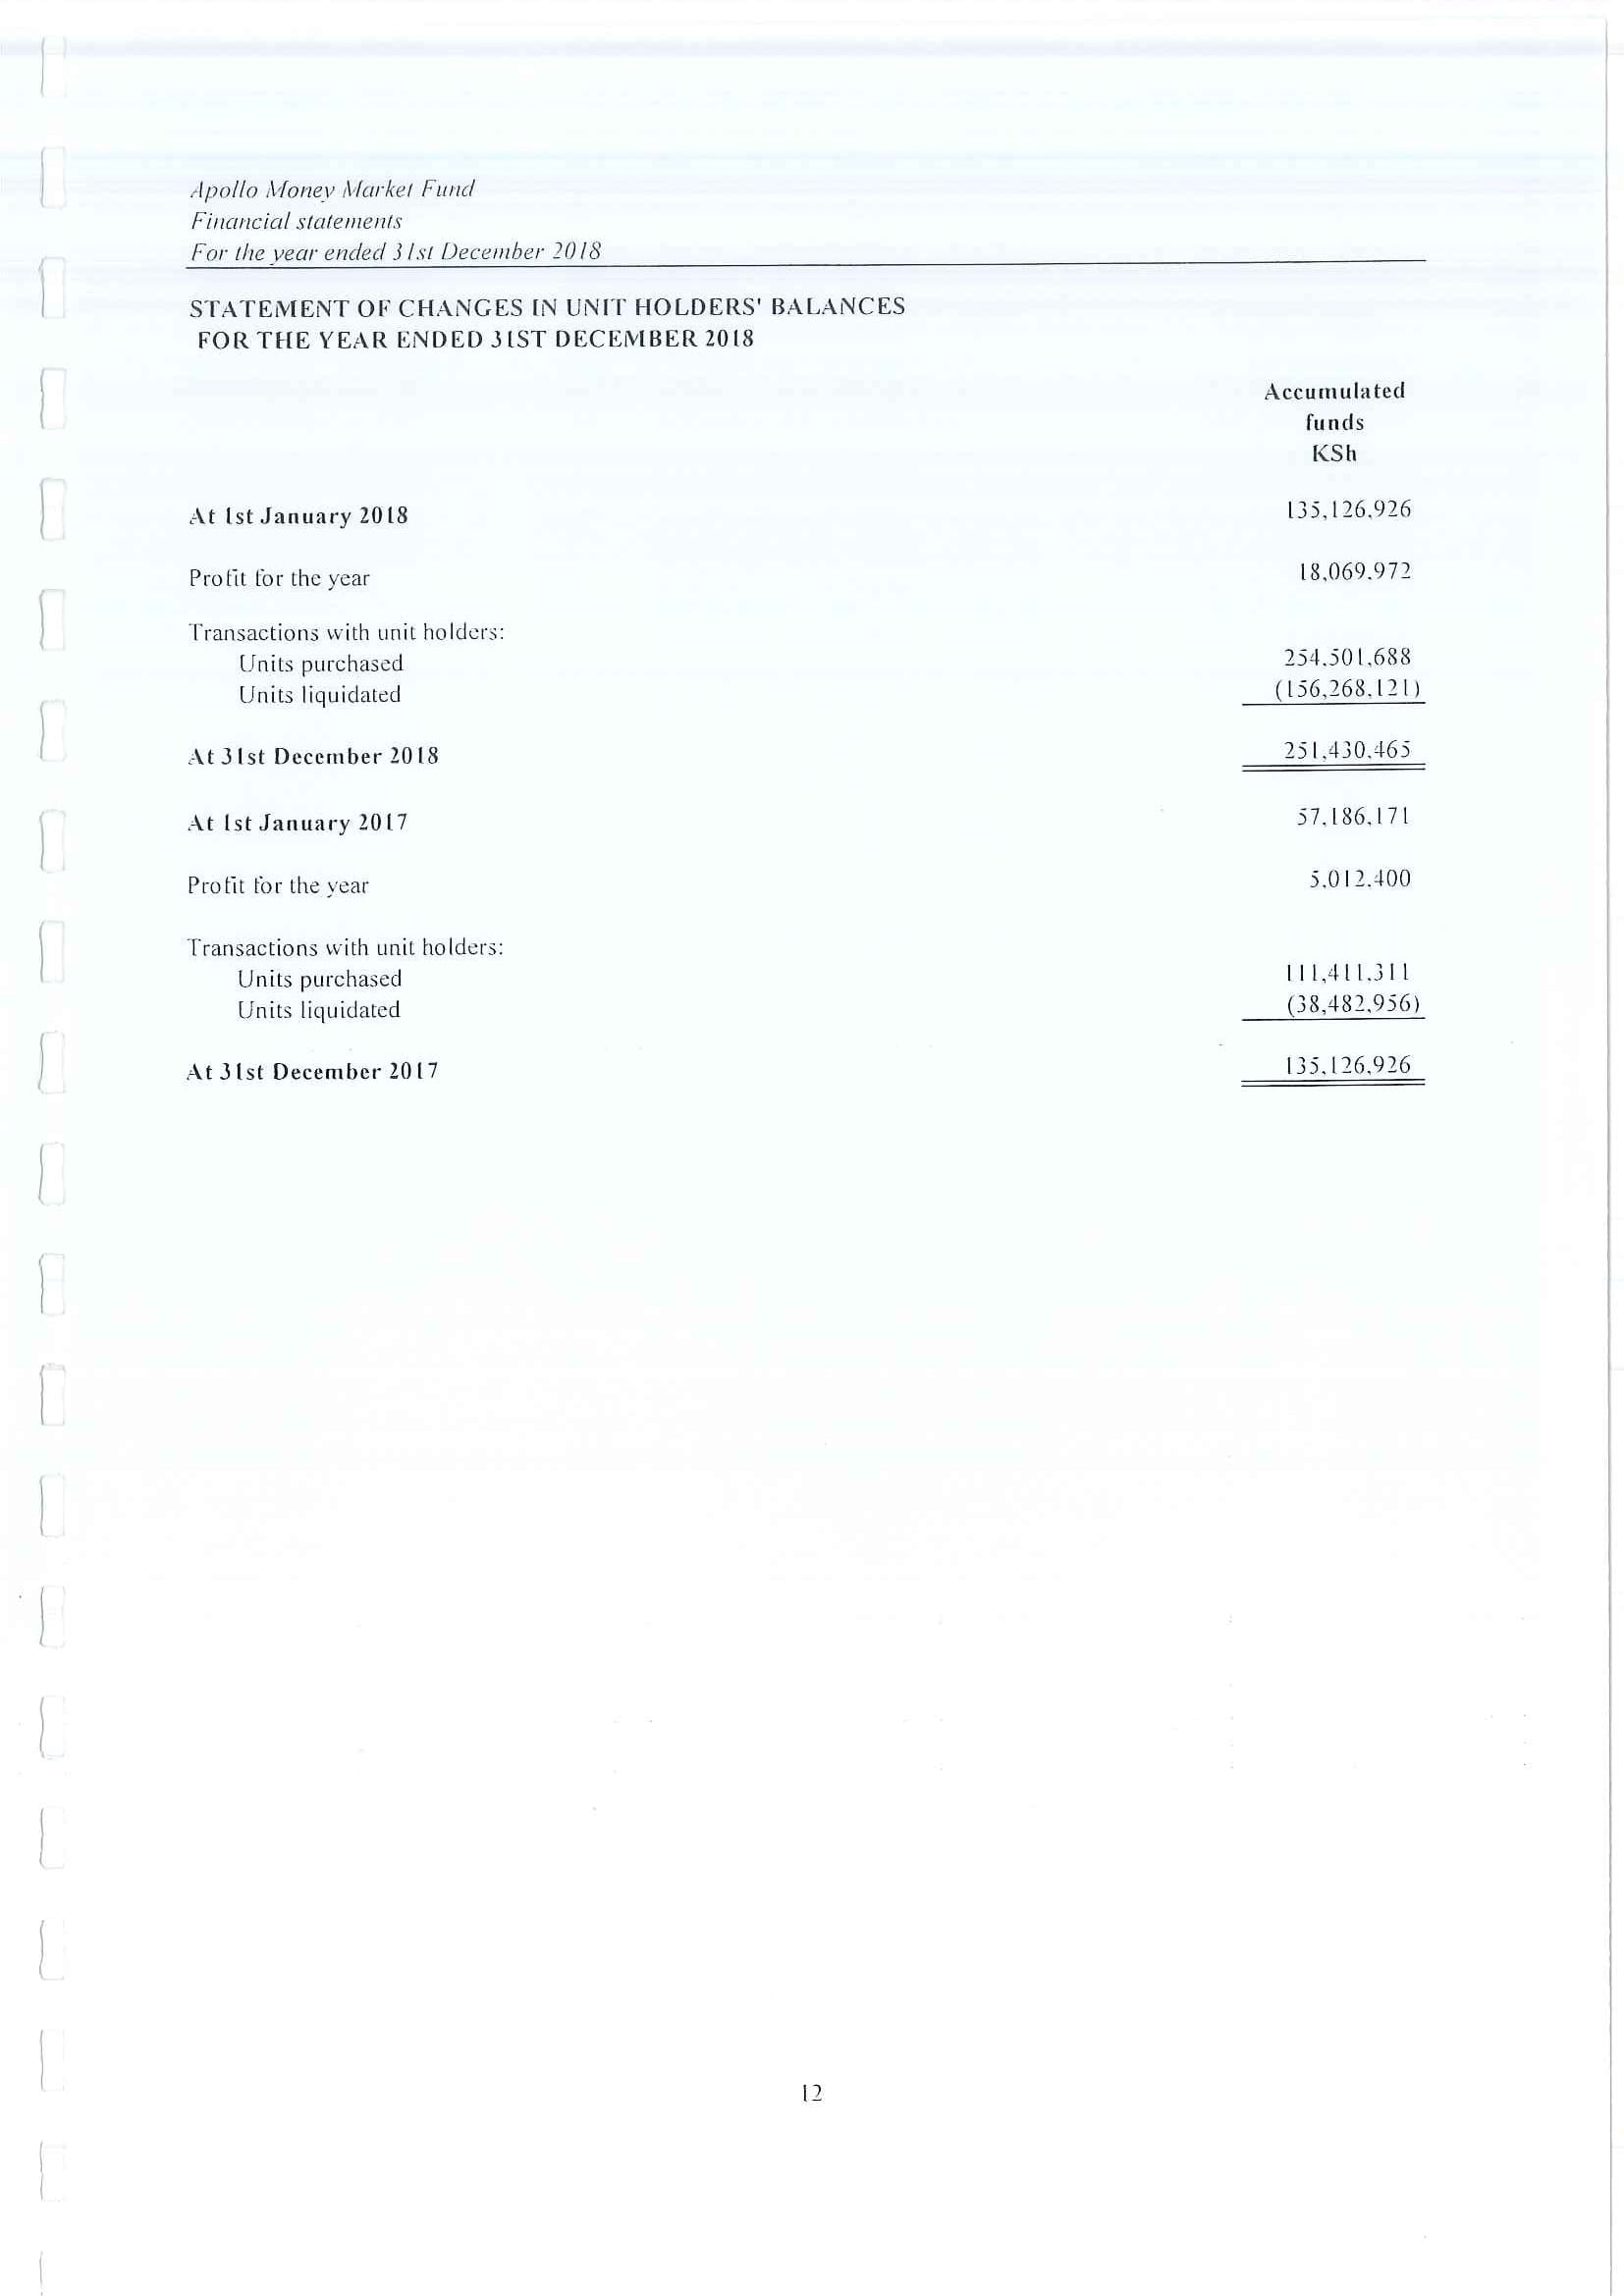 Apollo Money Market Fund
Financial statements
For the year ended 31st December 2018
STATEMENT OF CHANGES IN UNIT HOLDERS' BALANCES
FOR THE YEAR ENDED 31ST DECEMBER 2018
Accumulated
funds
KSh
At 1st January 2018 135,126,926
Profit for the year 18,069,972
Transactions with unit holders:
Units purchased 254,501,688
Units liquidated (156,268,121)
At 31st December 2018 251,430,465
At 1st January 2017 57,186,171
Profit for the year 5,012,400
Transactions with unit holders:
Units purchased 111,411,311
Units liquidated (38,482,956)
At 31st December 2017 135,126,926
12